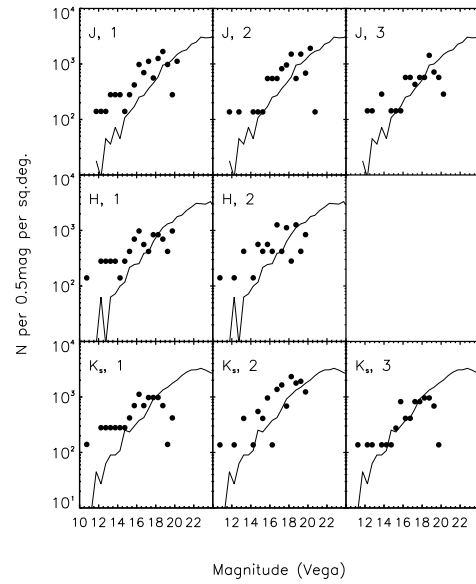 10⁴
J, 1
J, 2
J, 3
10³
10²
10⁴
H, 1
H, 2
10³
10²
10⁴
Kₛ, 1
Kₛ, 2
Kₛ, 3
10³
10²
10¹
10 12 14 16 18 20 22
12 14 16 18 20 22
12 14 16 18 20 22
N per 0.5mag per sq.deg.
Magnitude (Vega)